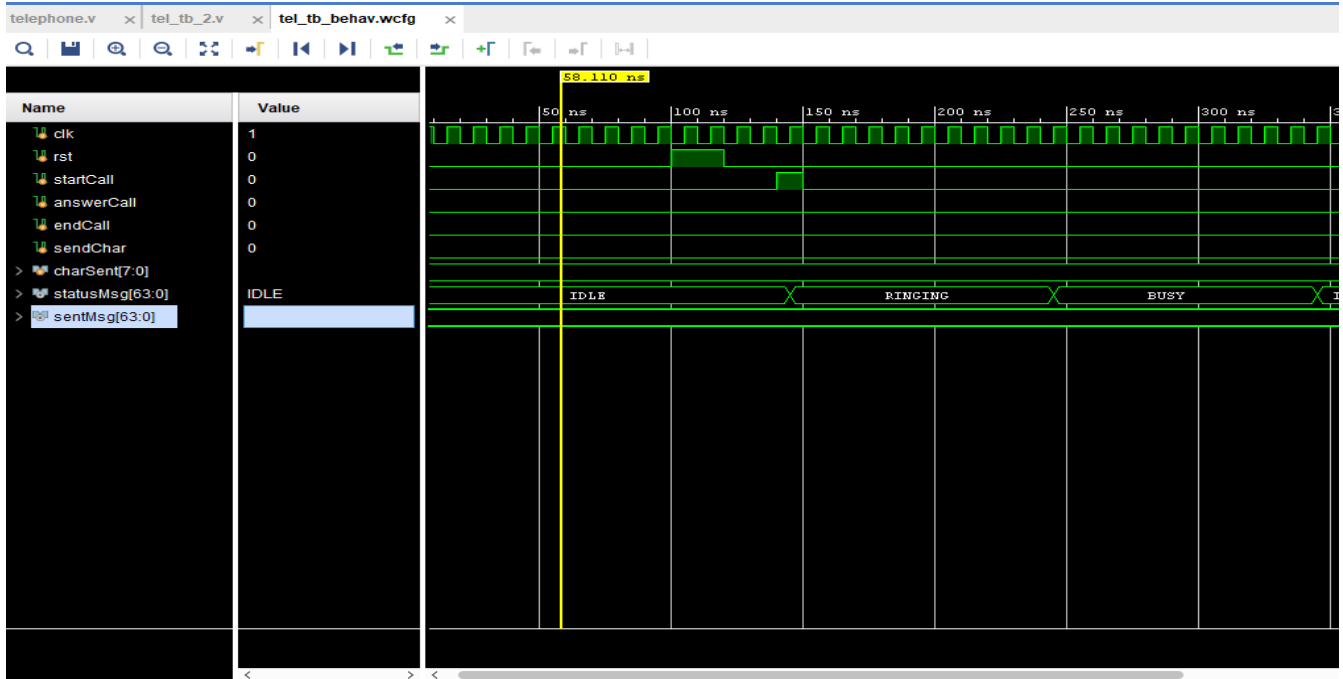 telephone.v × tel_tb_2.v × tel_tb_behav.wcfg ×
58.110 ns
Name Value 50 ns 100 ns 150 ns 200 ns 250 ns 300 ns 3
clk 1
rst 0
startCall 0
answerCall 0
endCall 0
sendChar 0
> charSent[7:0]
> statusMsg[63:0] IDLE IDLE RINGING BUSY I
> sentMsg[63:0]